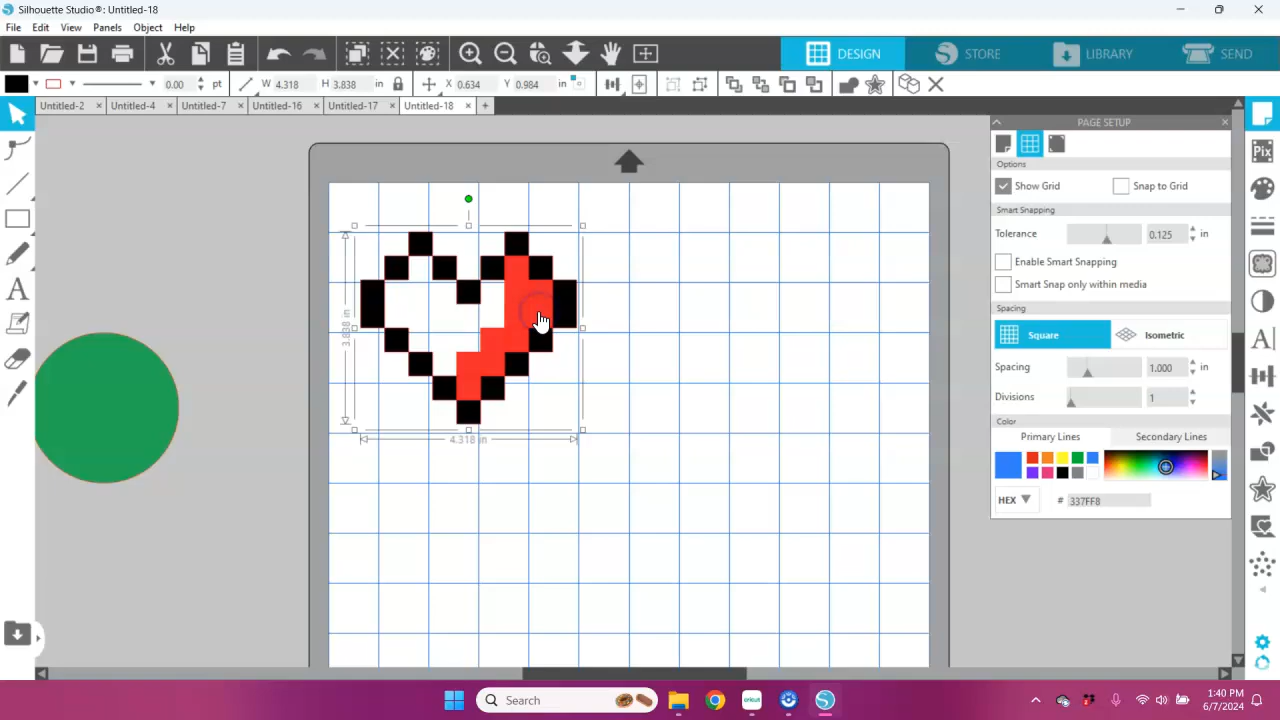 Silhouette Studio®: Untitled-18
File Edit View Panels Object Help
DESIGN STORE LIBRARY SEND
0.00 pt W 4.318 H 3.838 in X 0.634 Y 0.984 in
Untitled-2 × Untitled-4 × Untitled-7 × Untitled-16 × Untitled-17 × Untitled-18 × +
PAGE SETUP
Pix
Options
Show Grid Snap to Grid
Smart Snapping
Tolerance 0.125 in
Enable Smart Snapping
Smart Snap only within media
Spacing
Square Isometric
Spacing 1.000 in
Divisions 1
Color
Primary Lines Secondary Lines
HEX # 337FF8
3.838 in
4.318 in
Search
cricut
1:40 PM
6/7/2024